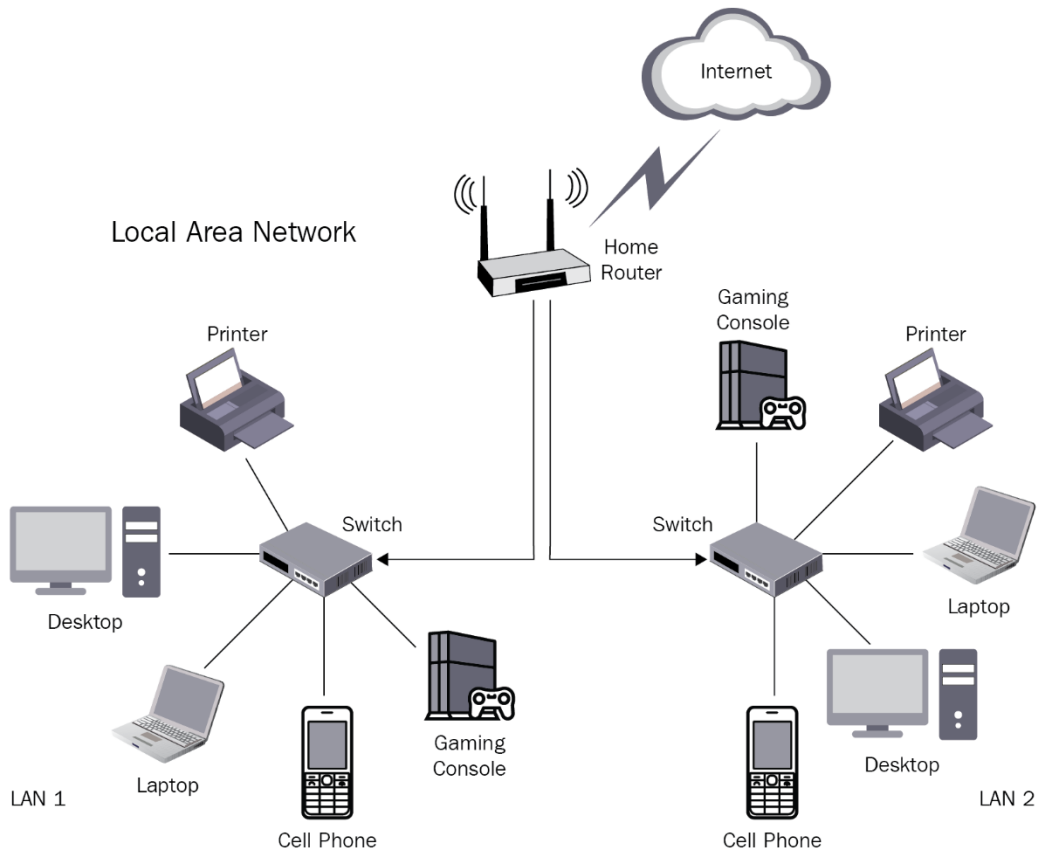 Internet
Local Area Network
Home
Router
Gaming
Console
Printer
Printer
Switch
Switch
Laptop
Desktop
Gaming
Console
Desktop
Laptop
LAN 1
LAN 2
Cell Phone
Cell Phone